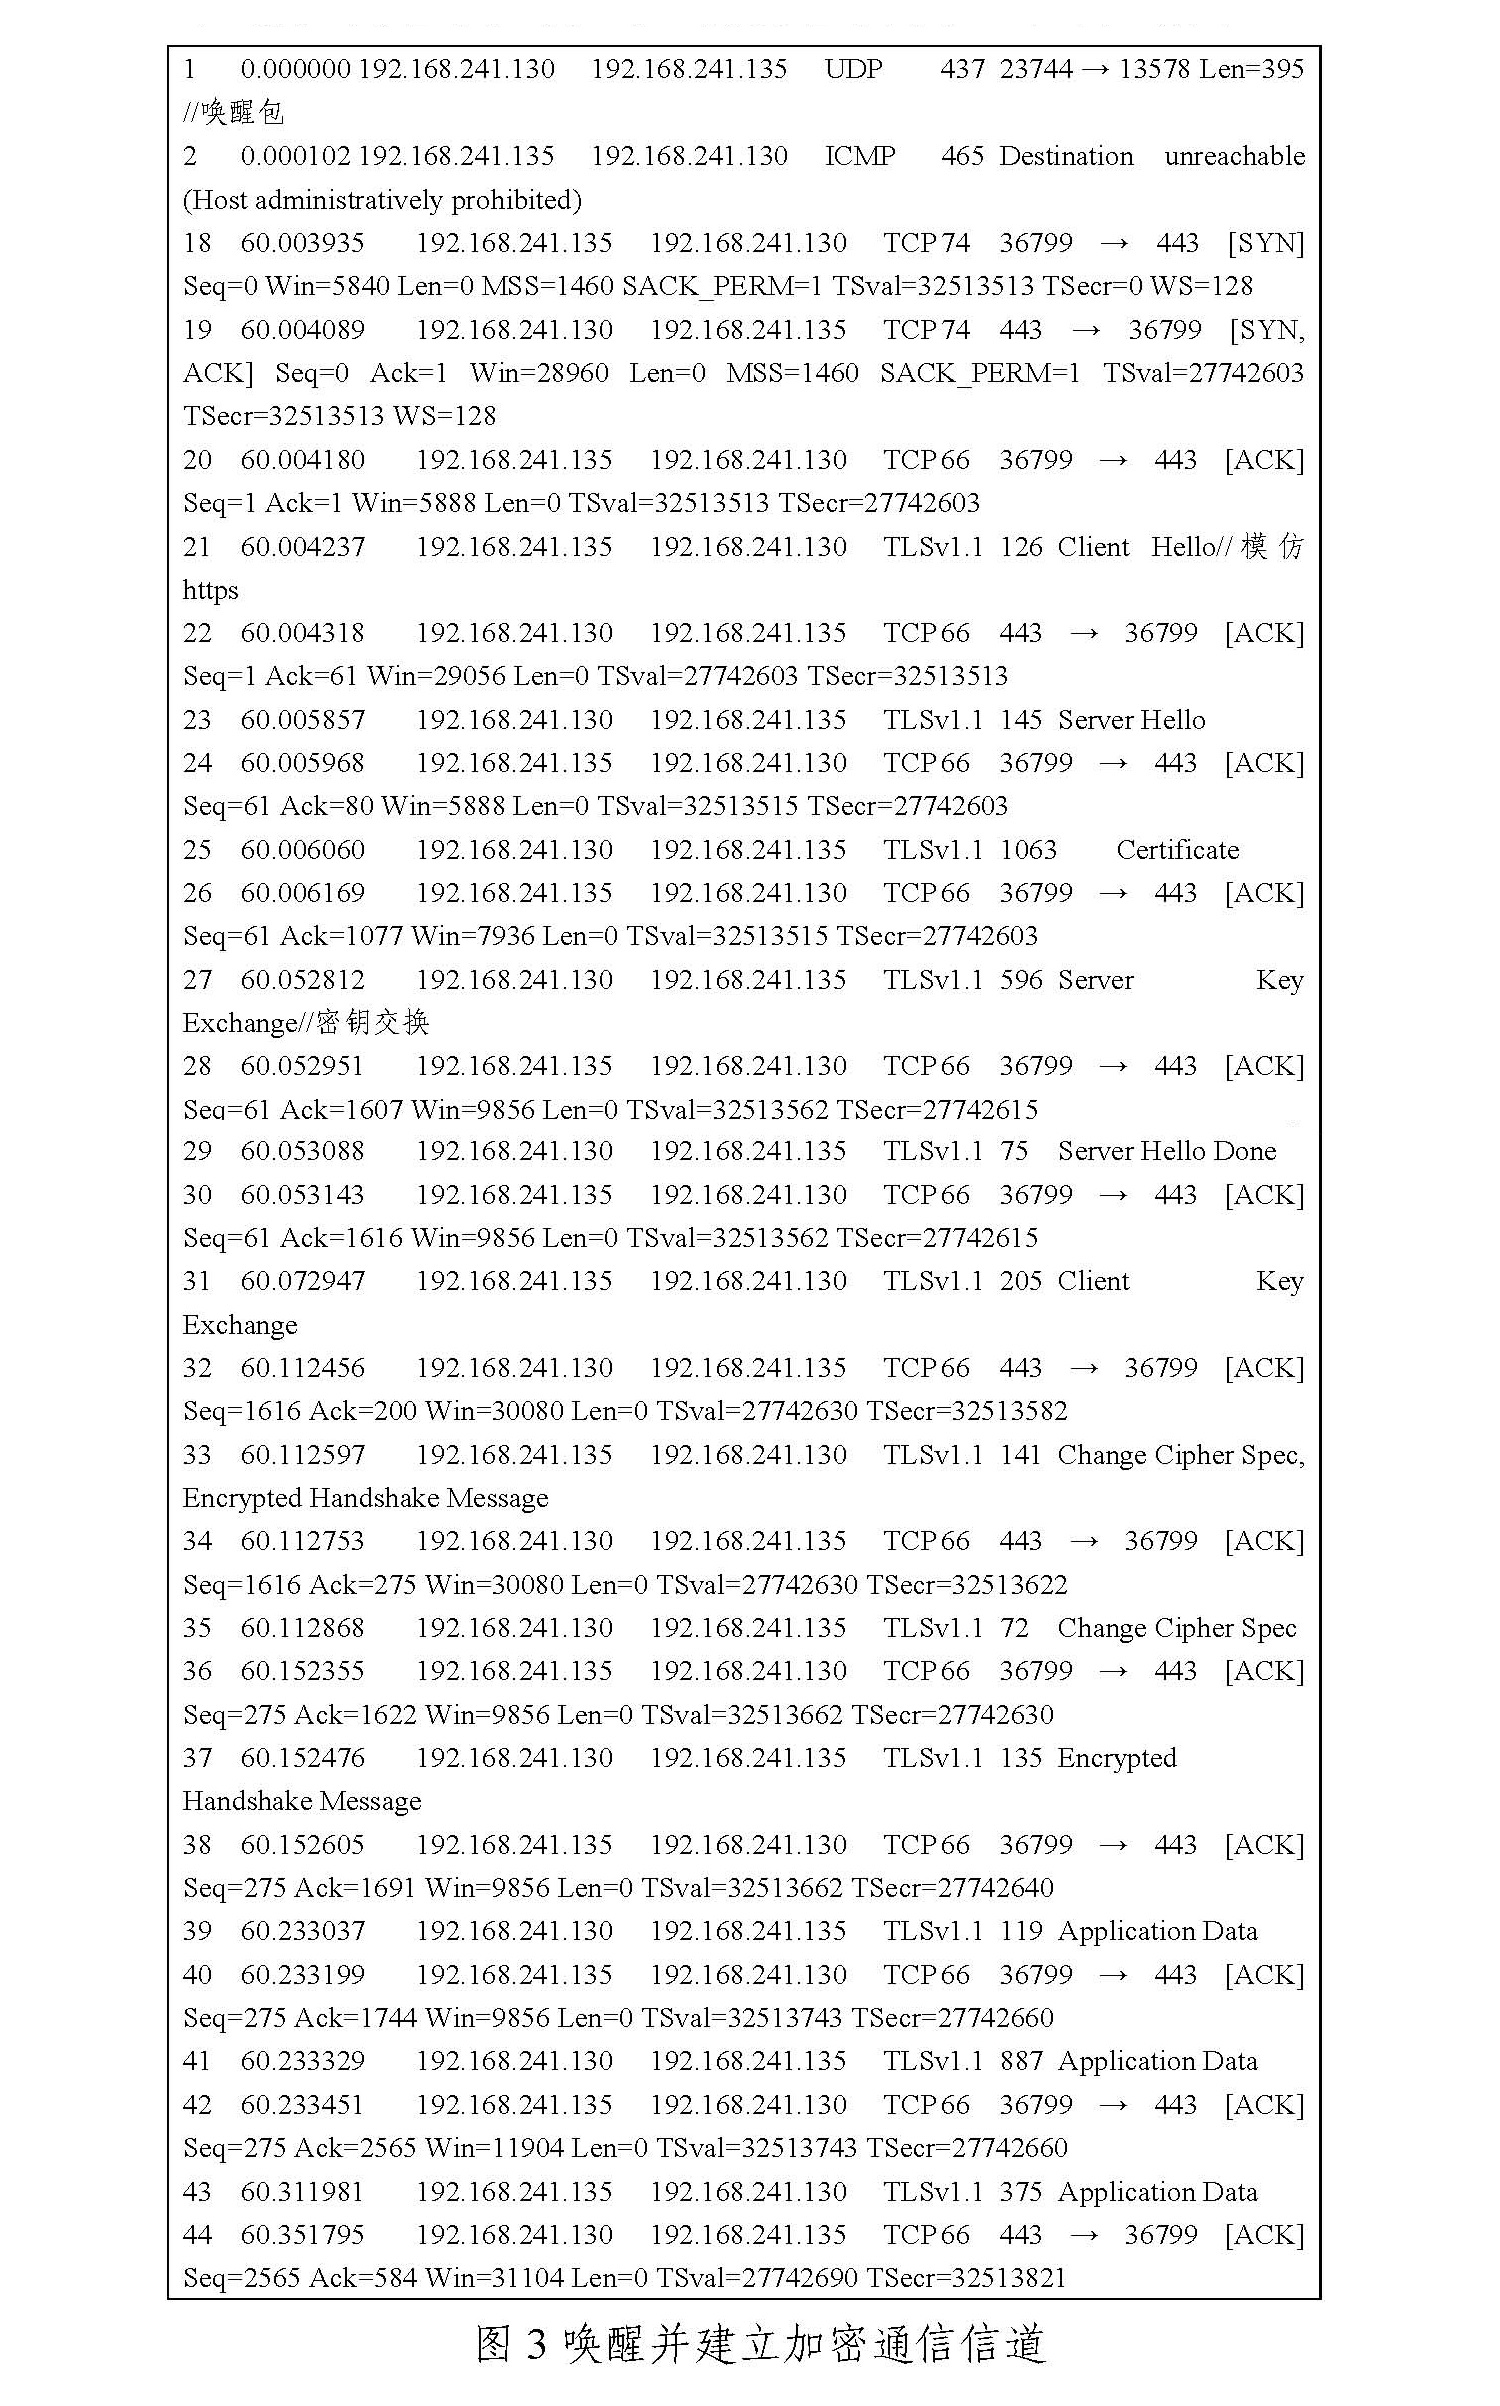 1 0.000000 192.168.241.130 192.168.241.135 UDP 437 23744 → 13578 Len=395
//唤醒包
2 0.000102 192.168.241.135 192.168.241.130 ICMP 465 Destination unreachable
(Host administratively prohibited)
18 60.003935 192.168.241.135 192.168.241.130 TCP 74 36799 → 443 [SYN]
Seq=0 Win=5840 Len=0 MSS=1460 SACK_PERM=1 TSval=32513513 TSecr=0 WS=128
19 60.004089 192.168.241.130 192.168.241.135 TCP 74 443 → 36799 [SYN,
ACK] Seq=0 Ack=1 Win=28960 Len=0 MSS=1460 SACK_PERM=1 TSval=27742603
TSecr=32513513 WS=128
20 60.004180 192.168.241.135 192.168.241.130 TCP 66 36799 → 443 [ACK]
Seq=1 Ack=1 Win=5888 Len=0 TSval=32513513 TSecr=27742603
21 60.004237 192.168.241.135 192.168.241.130 TLSv1.1 126 Client Hello//模仿
https
22 60.004318 192.168.241.130 192.168.241.135 TCP 66 443 → 36799 [ACK]
Seq=1 Ack=61 Win=29056 Len=0 TSval=27742603 TSecr=32513513
23 60.005857 192.168.241.130 192.168.241.135 TLSv1.1 145 Server Hello
24 60.005968 192.168.241.135 192.168.241.130 TCP 66 36799 → 443 [ACK]
Seq=61 Ack=80 Win=5888 Len=0 TSval=32513515 TSecr=27742603
25 60.006060 192.168.241.130 192.168.241.135 TLSv1.1 1063 Certificate
26 60.006169 192.168.241.135 192.168.241.130 TCP 66 36799 → 443 [ACK]
Seq=61 Ack=1077 Win=7936 Len=0 TSval=32513515 TSecr=27742603
27 60.052812 192.168.241.130 192.168.241.135 TLSv1.1 596 Server Key
Exchange//密钥交换
28 60.052951 192.168.241.135 192.168.241.130 TCP 66 36799 → 443 [ACK]
Seq=61 Ack=1607 Win=9856 Len=0 TSval=32513562 TSecr=27742615
29 60.053088 192.168.241.130 192.168.241.135 TLSv1.1 75 Server Hello Done
30 60.053143 192.168.241.135 192.168.241.130 TCP 66 36799 → 443 [ACK]
Seq=61 Ack=1616 Win=9856 Len=0 TSval=32513562 TSecr=27742615
31 60.072947 192.168.241.135 192.168.241.130 TLSv1.1 205 Client Key
Exchange
32 60.112456 192.168.241.130 192.168.241.135 TCP 66 443 → 36799 [ACK]
Seq=1616 Ack=200 Win=30080 Len=0 TSval=27742630 TSecr=32513582
33 60.112597 192.168.241.135 192.168.241.130 TLSv1.1 141 Change Cipher Spec,
Encrypted Handshake Message
34 60.112753 192.168.241.130 192.168.241.135 TCP 66 443 → 36799 [ACK]
Seq=1616 Ack=275 Win=30080 Len=0 TSval=27742630 TSecr=32513622
35 60.112868 192.168.241.130 192.168.241.135 TLSv1.1 72 Change Cipher Spec
36 60.152355 192.168.241.135 192.168.241.130 TCP 66 36799 → 443 [ACK]
Seq=275 Ack=1622 Win=9856 Len=0 TSval=32513662 TSecr=27742630
37 60.152476 192.168.241.130 192.168.241.135 TLSv1.1 135 Encrypted
Handshake Message
38 60.152605 192.168.241.135 192.168.241.130 TCP 66 36799 → 443 [ACK]
Seq=275 Ack=1691 Win=9856 Len=0 TSval=32513662 TSecr=27742640
39 60.233037 192.168.241.130 192.168.241.135 TLSv1.1 119 Application Data
40 60.233199 192.168.241.135 192.168.241.130 TCP 66 36799 → 443 [ACK]
Seq=275 Ack=1744 Win=9856 Len=0 TSval=32513743 TSecr=27742660
41 60.233329 192.168.241.130 192.168.241.135 TLSv1.1 887 Application Data
42 60.233451 192.168.241.135 192.168.241.130 TCP 66 36799 → 443 [ACK]
Seq=275 Ack=2565 Win=11904 Len=0 TSval=32513743 TSecr=27742660
43 60.311981 192.168.241.135 192.168.241.130 TLSv1.1 375 Application Data
44 60.351795 192.168.241.130 192.168.241.135 TCP 66 443 → 36799 [ACK]
Seq=2565 Ack=584 Win=31104 Len=0 TSval=27742690 TSecr=32513821
图 3 唤醒并建立加密通信信道